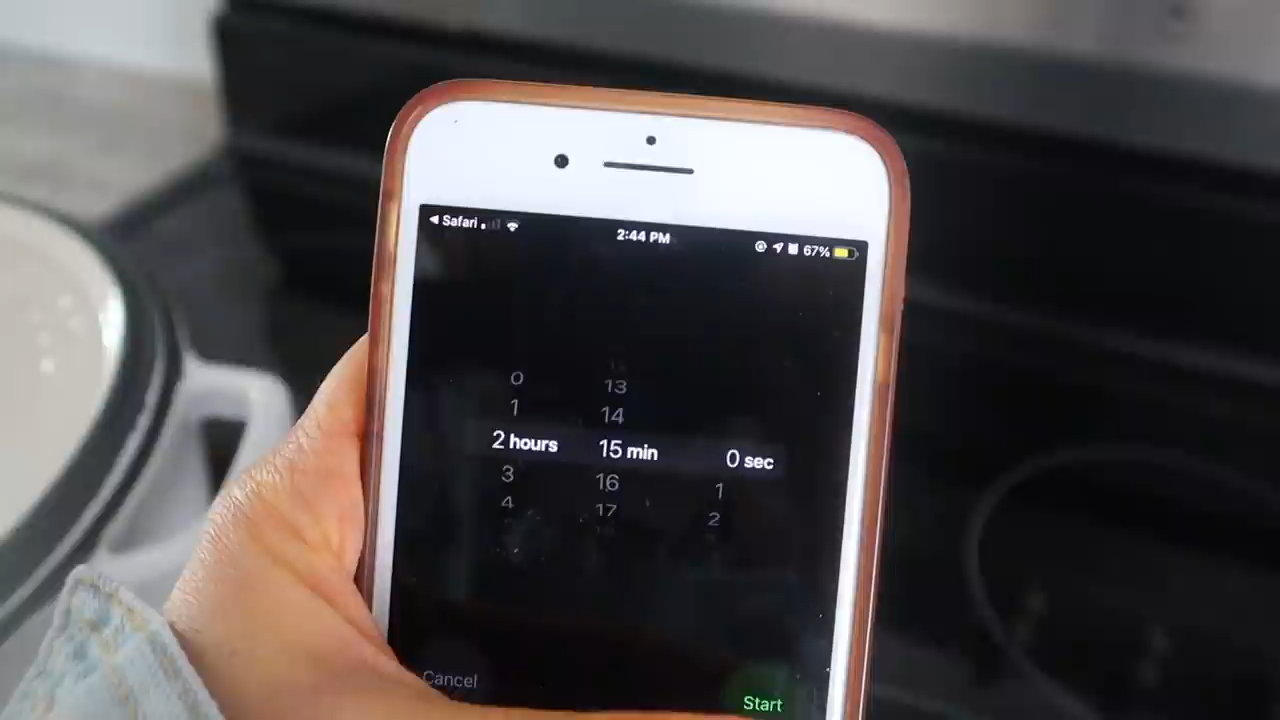 ◀ Safari 2:44 PM 67%
0 13
1 14
2 hours 15 min 0 sec
3 16 1
4 17 2
Cancel Start